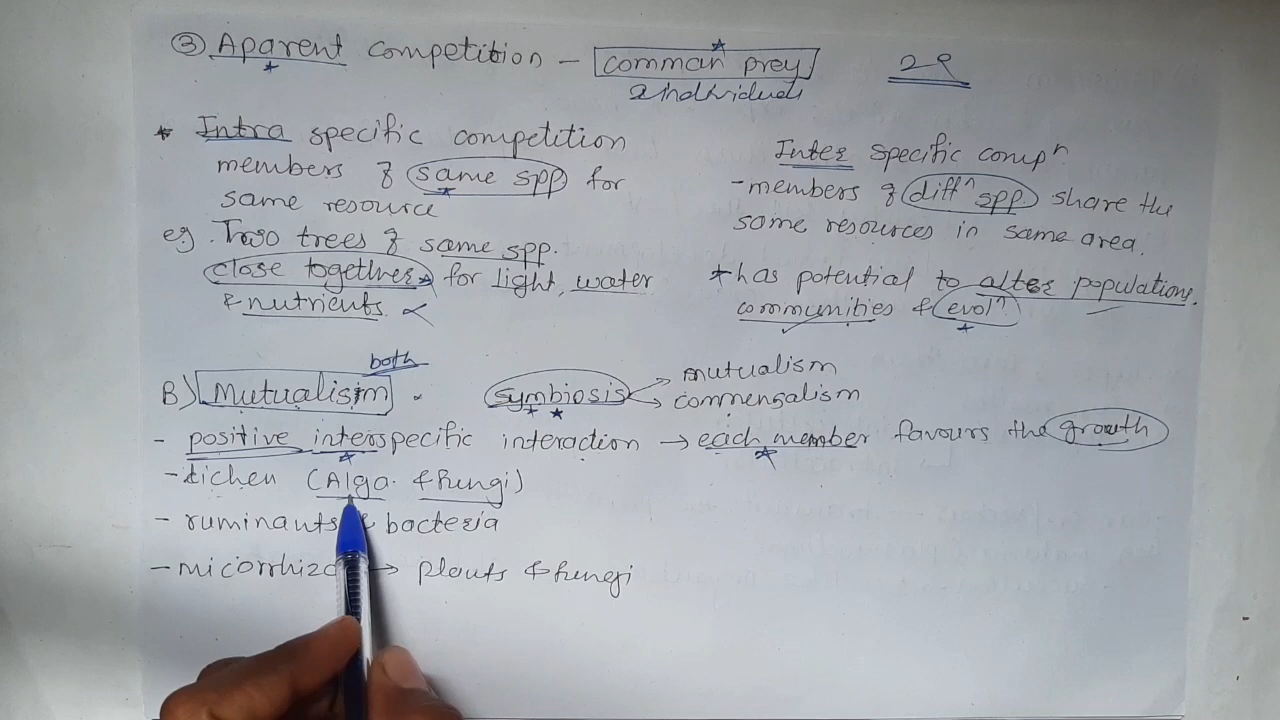 ③ Aparent competition – comman prey
2 individuals
* Intra specific competition
members of same spp for
same resource
eg. Two trees of same spp.
close together for light, water
& nutrients.
Inter specific compⁿ
- members of diffⁿ spp. share the
same resources in same area.
* has potential to alter populations.
communities & evolⁿ.
both
B) Mutualism. symbiosis → mutualism
→ commensalism
- positive interspecific interaction → each member favours the growth
- Lichen (Alga. & Fungi)
- ruminants & bacteria
- micorrhiza → plants & fungi